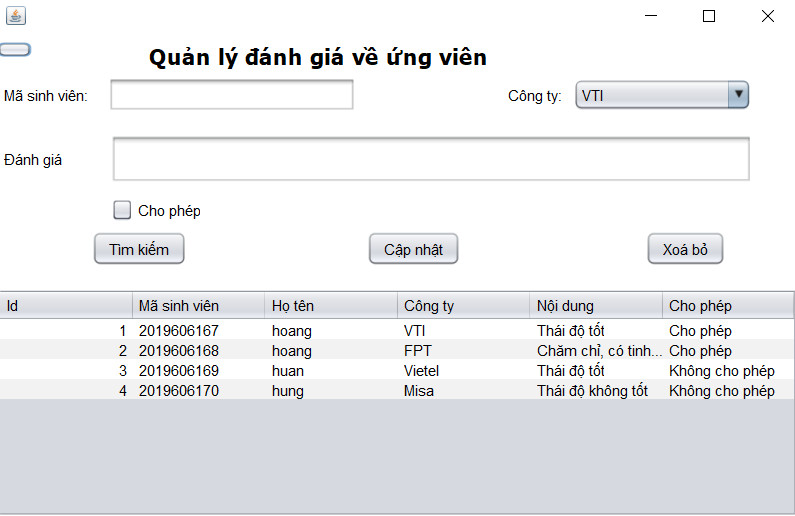 Quản lý đánh giá về ứng viên
Mã sinh viên:
Công ty: VTI
Đánh giá
Cho phép
Tìm kiếm Cập nhật Xoá bỏ
Id Mã sinh viên Họ tên Công ty Nội dung Cho phép
1 2019606167 hoang VTI Thái độ tốt Cho phép
2 2019606168 hoang FPT Chăm chỉ, có tinh... Cho phép
3 2019606169 huan Vietel Thái độ tốt Không cho phép
4 2019606170 hung Misa Thái độ không tốt Không cho phép